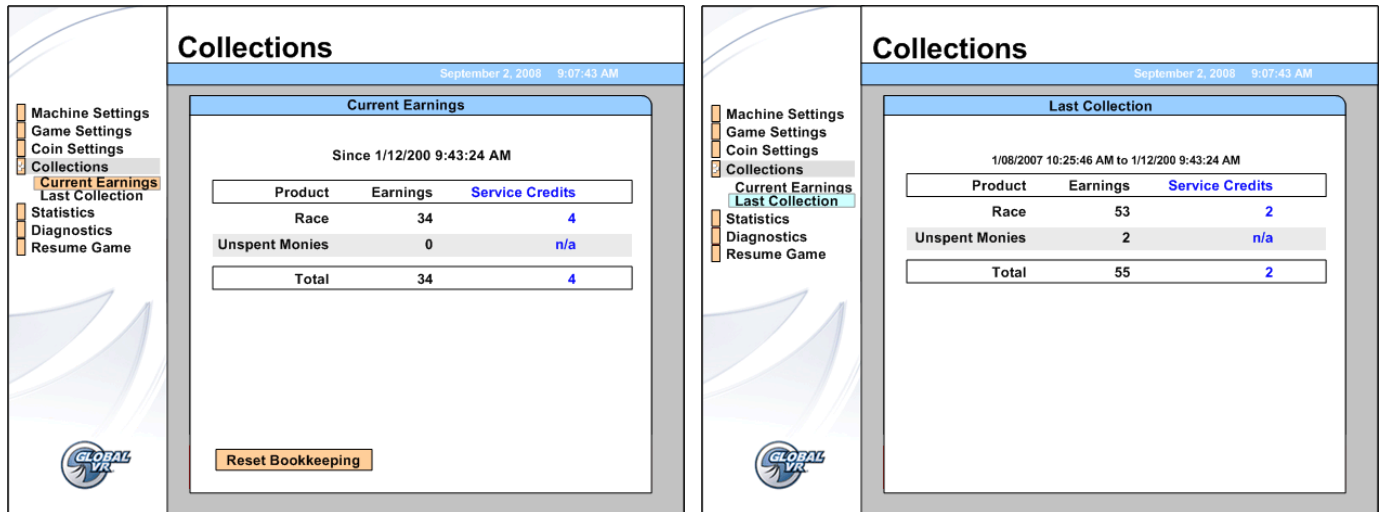 Collections
September 2, 2008 9:07:43 AM
Machine Settings
Game Settings
Coin Settings
Collections
Current Earnings
Last Collection
Statistics
Diagnostics
Resume Game
Current Earnings
Since 1/12/200 9:43:24 AM
Product Earnings Service Credits
Race 34 4
Unspent Monies 0 n/a
Total 34 4
Reset Bookkeeping
GLOBAL
VR
Collections
September 2, 2008 9:07:43 AM
Machine Settings
Game Settings
Coin Settings
Collections
Current Earnings
Last Collection
Statistics
Diagnostics
Resume Game
Last Collection
1/08/2007 10:25:46 AM to 1/12/200 9:43:24 AM
Product Earnings Service Credits
Race 53 2
Unspent Monies 2 n/a
Total 55 2
GLOBAL
VR